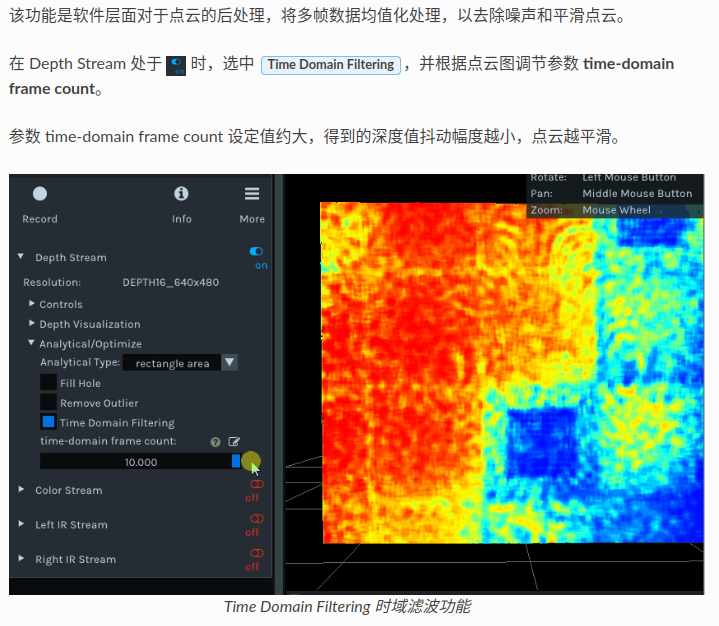 该功能是软件层面对于点云的后处理，将多帧数据均值化处理，以去除噪声和平滑点云。
在 Depth Stream 处于 on 时，选中 Time Domain Filtering ，并根据点云图调节参数 time-domain
frame count。
参数 time-domain frame count 设定值约大，得到的深度值抖动幅度越小，点云越平滑。
Record
Info
More
Rotate: Left Mouse Button
Pan: Middle Mouse Button
Zoom: Mouse Wheel
Depth Stream
on
Resolution: DEPTH16_640x480
Controls
Depth Visualization
Analytical/Optimize
Analytical Type: rectangle area
Fill Hole
Remove Outlier
Time Domain Filtering
time-domain frame count: ?
10.000
Color Stream
off
Left IR Stream
off
Right IR Stream
off
Time Domain Filtering 时域滤波功能